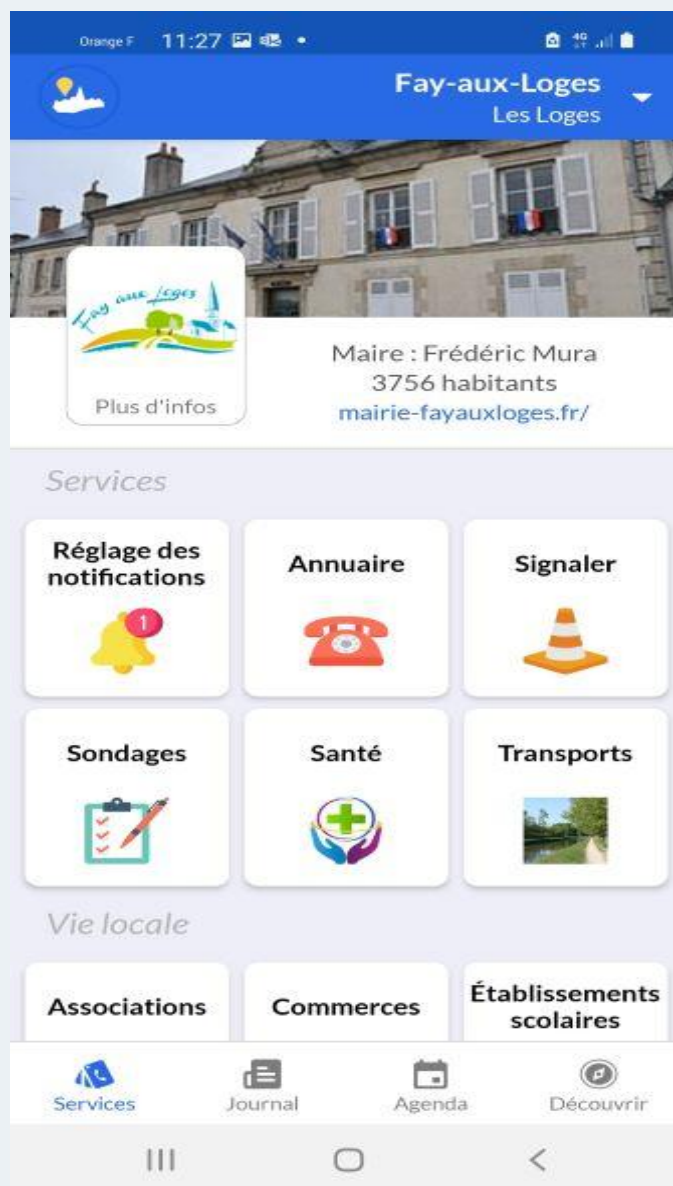 Orange F 11:27
4G
Fay-aux-Loges
Les Loges
Fay aux Loges
Plus d'infos
Maire : Frédéric Mura
3756 habitants
mairie-fayauxloges.fr/
Services
Réglage des
notifications
1
Annuaire
Signaler
Sondages
Santé
Transports
Vie locale
Associations
Commerces
Établissements
scolaires
Services
Journal
Agenda
Découvrir